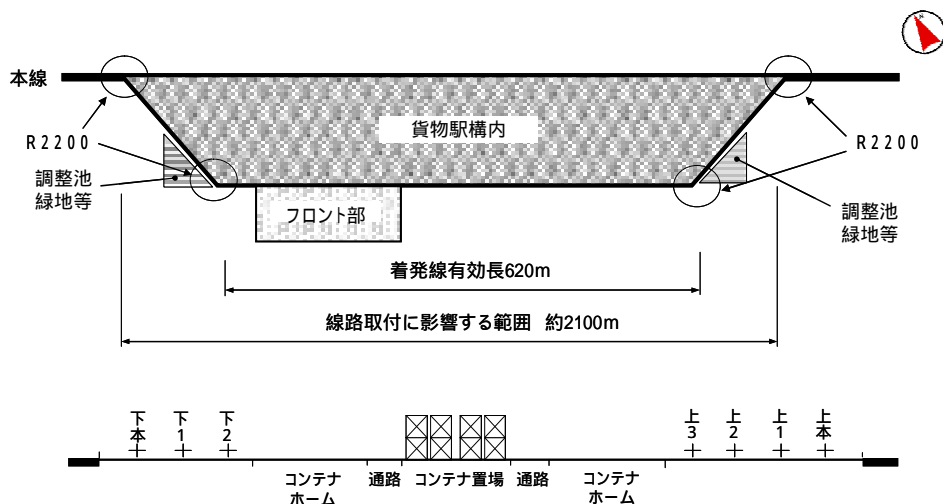 本線
貨物駅構内
R2200
R2200
調整池
緑地等
フロント部
調整池
緑地等
着発線有効長620m
線路取付に影響する範囲 約2100m
下本
下1
下2
上3
上2
上1
上本
コンテナ
ホーム
通路
コンテナ置場
通路
コンテナ
ホーム